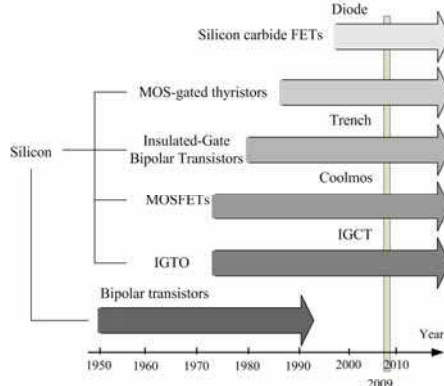 Diode
Silicon carbide FETs
MOS-gated thyristors
Trench
Insulated-Gate
Bipolar Transistors
Silicon
Coolmos
MOSFETs
IGCT
IGTO
Bipolar transistors
Year
1950 1960 1970 1980 1990 2000 2010
2009